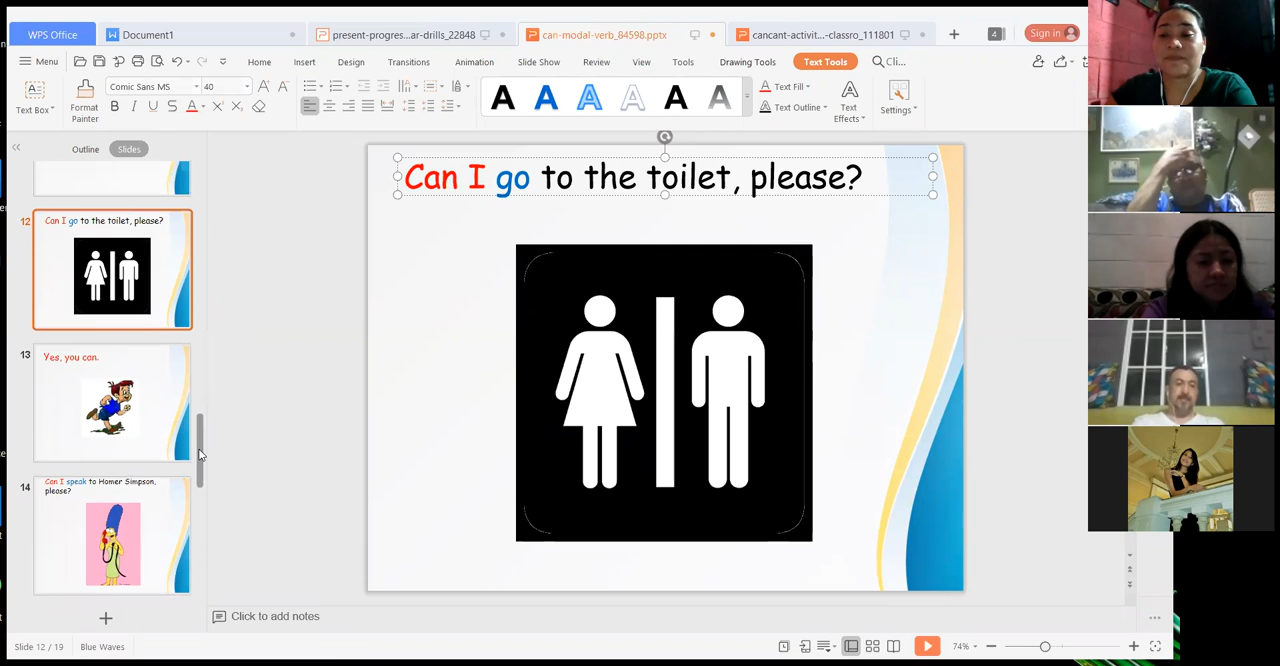 WPS Office
Document1
present-progres...ar-drills_22848
can-modal-verb_84598.pptx
cancant-activit...-classro_111801
4
Sign in
Menu
Home
Insert
Design
Transitions
Animation
Slide Show
Review
View
Tools
Drawing Tools
Text Tools
Cli...
Text Box
Format
Painter
Comic Sans MS
40
B I U S A X² X₂
A A A A A A
Text Fill
Text Outline
Text
Effects
Settings
Outline
Slides
12
Can I go to the toilet, please?
13
Yes, you can.
14
Can I speak to Homer Simpson,
please?
Can I go to the toilet, please?
Click to add notes
Slide 12 / 19
Blue Waves
74%